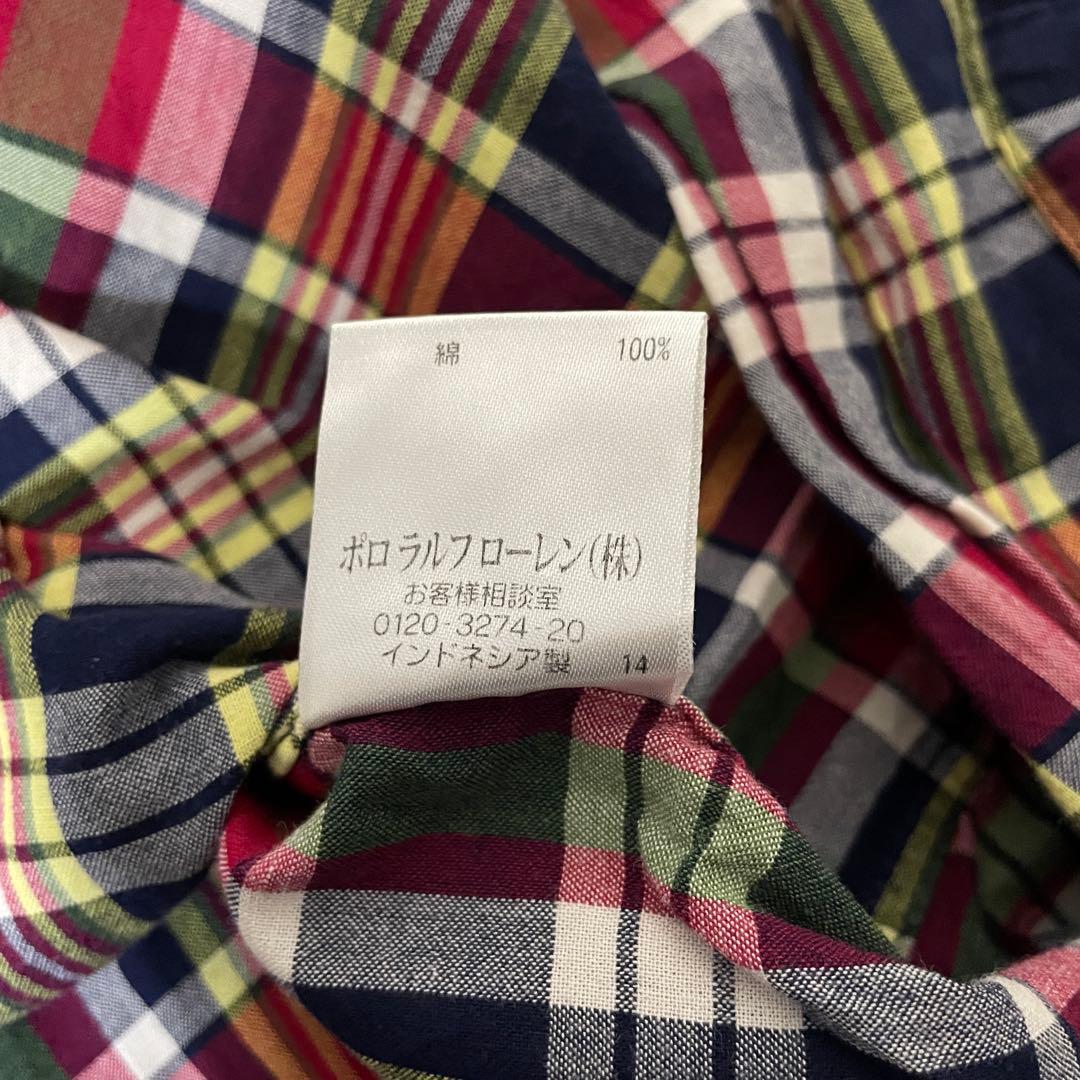 綿 100%
ポロ ラルフ ローレン(株)
お客様相談室
0120-3274-20
インドネシア製 14